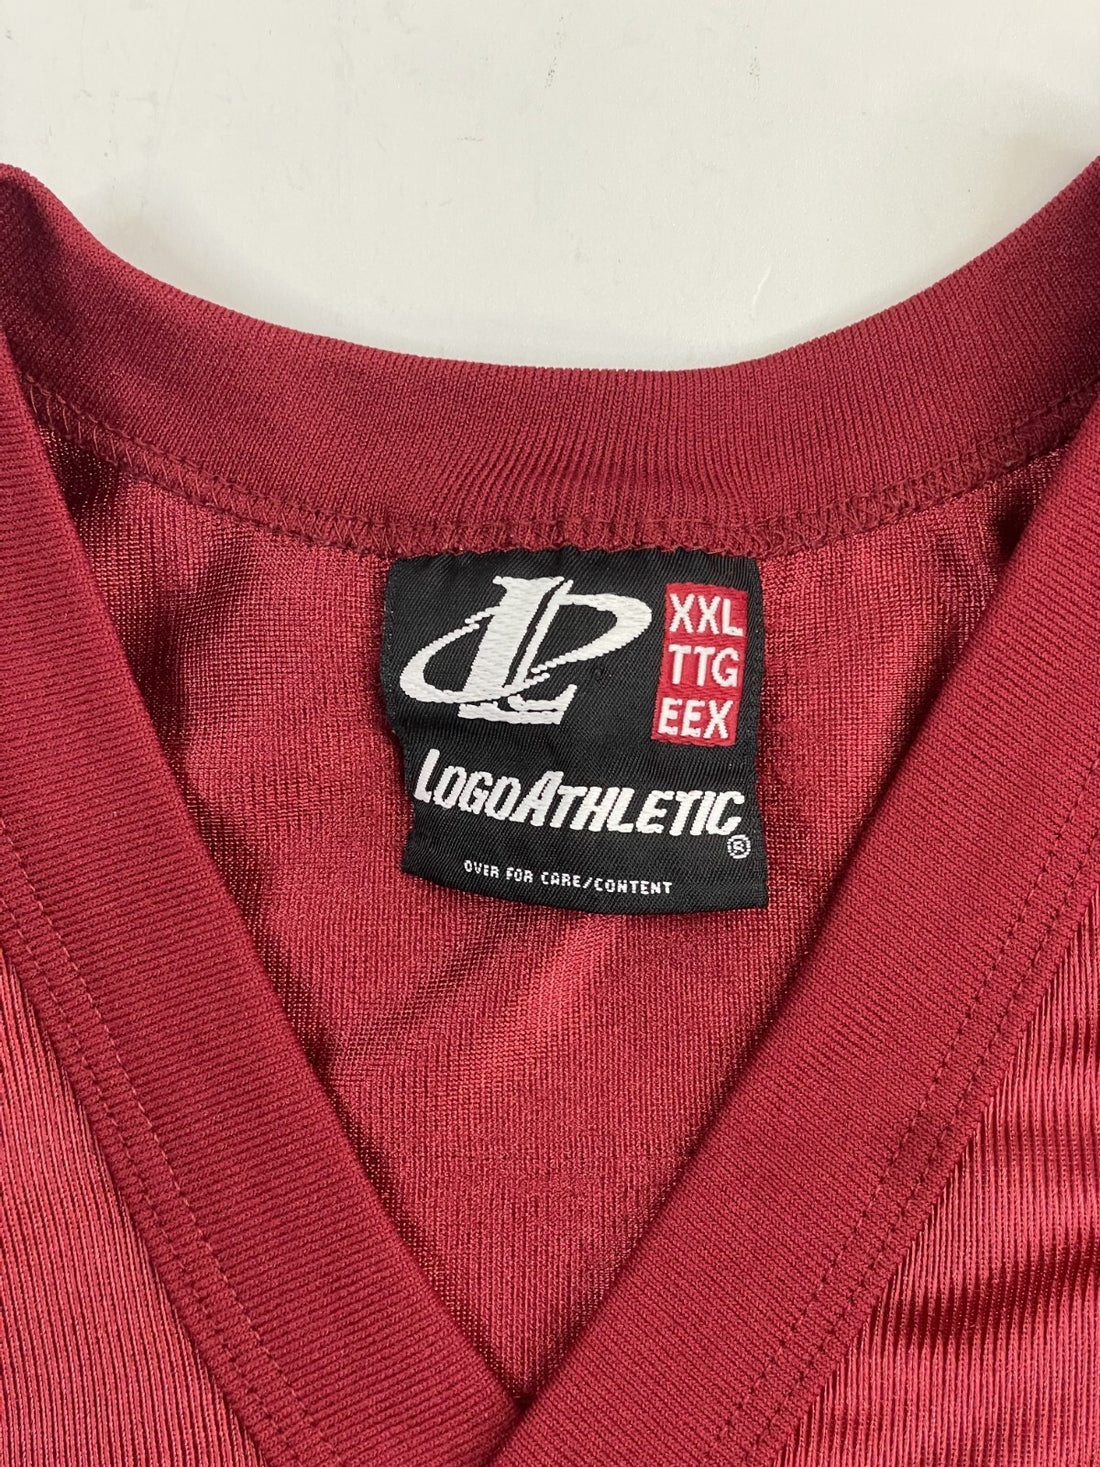 L
XXL
TTG
EEX
LOGOATHLETIC®
OVER FOR CARE/CONTENT